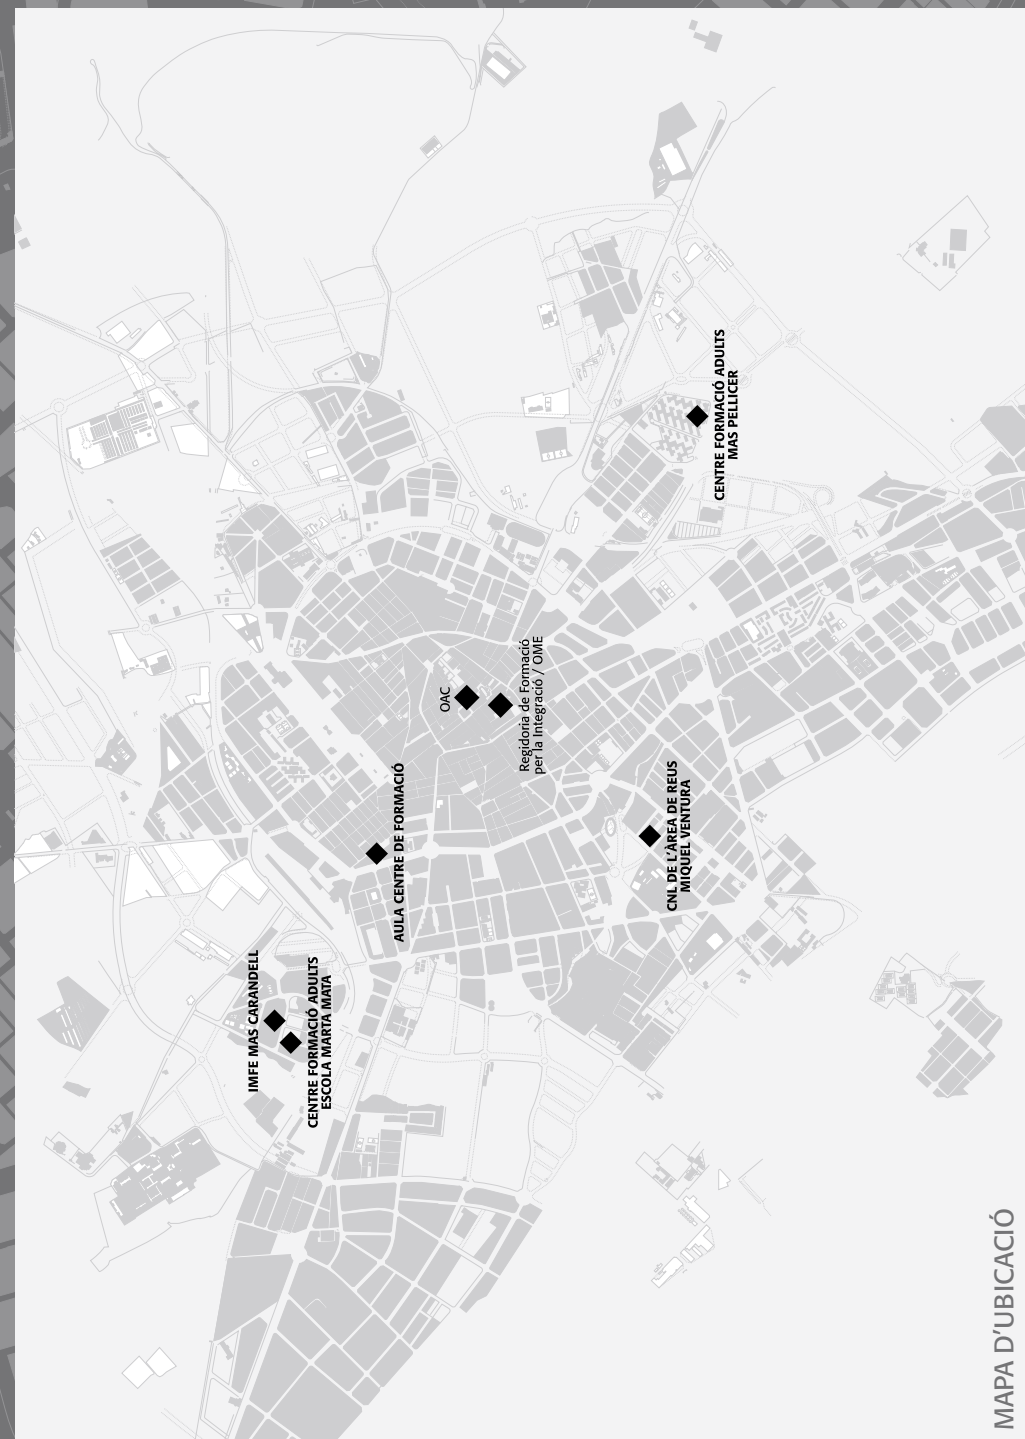 MAPA D'UBICACIÓ
IMFE MAS CARANDELL
CENTRE FORMACIÓ ADULTS
ESCOLA MARTA MATA
AULA CENTRE DE FORMACIÓ
OAC
Regidoria de Formació
per la Integració / OME
CNL DE L'ÀREA DE REUS
MIQUEL VENTURA
CENTRE FORMACIÓ ADULTS
MAS PELLICER